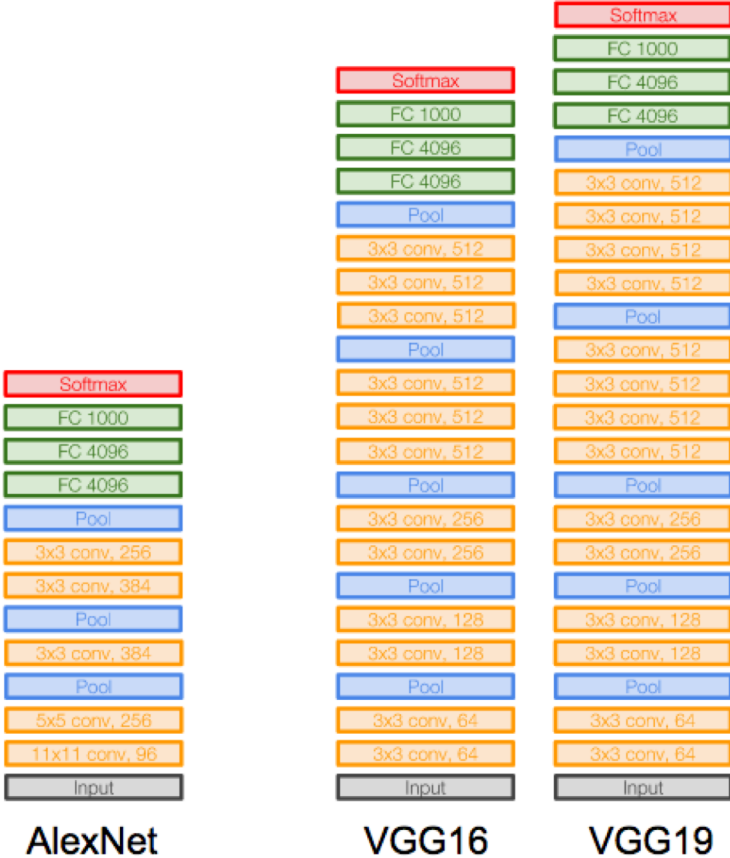 Softmax
FC 1000
FC 4096
FC 4096
Pool
3x3 conv, 256
3x3 conv, 384
Pool
3x3 conv, 384
Pool
5x5 conv, 256
11x11 conv, 96
Input
AlexNet
Softmax
FC 1000
FC 4096
FC 4096
Pool
3x3 conv, 512
3x3 conv, 512
3x3 conv, 512
Pool
3x3 conv, 512
3x3 conv, 512
3x3 conv, 512
Pool
3x3 conv, 256
3x3 conv, 256
Pool
3x3 conv, 128
3x3 conv, 128
Pool
3x3 conv, 64
3x3 conv, 64
Input
VGG16
Softmax
FC 1000
FC 4096
FC 4096
Pool
3x3 conv, 512
3x3 conv, 512
3x3 conv, 512
3x3 conv, 512
Pool
3x3 conv, 512
3x3 conv, 512
3x3 conv, 512
3x3 conv, 512
Pool
3x3 conv, 256
3x3 conv, 256
Pool
3x3 conv, 128
3x3 conv, 128
Pool
3x3 conv, 64
3x3 conv, 64
Input
VGG19